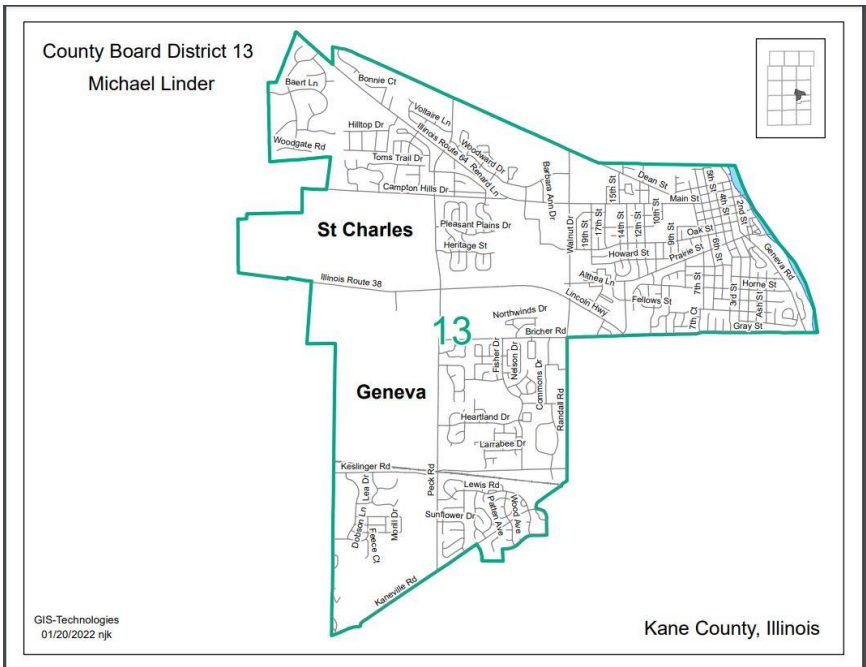 County Board District 13
Michael Linder
Baert Ln
Bonnie Ct
Voltaire Ln
Hilltop Dr
Illinois Route 64
Woodward Dr
Woodgate Rd
Toms Trail Dr
Renard Ln
Campton Hills Dr
Barbara Ann Dr
Dean St
15th St
Main St
5th St
4th St
2nd St
St Charles
Pleasant Plains Dr
Heritage St
Walnut Dr
19th St
17th St
14th St
12th St
10th St
9th St
Oak St
Howard St
Prairie St
6th St
Geneva Rd
Illinois Route 38
Althea Ln
Lincoln Hwy
Fellows St
7th St
3rd St
Horne St
Ash St
Northwinds Dr
13
Bricher Rd
7th Ct
Gray St
Fisher Dr
Nelson Dr
Commons Dr
Geneva
Randall Rd
Heartland Dr
Larrabee Dr
Keslinger Rd
Peck Rd
Lea Dr
Lewis Rd
Dobson Ln
Feece Ct
Morill Dr
Sunflower Dr
Patten Ave
Wood Ave
Kaneville Rd
GIS-Technologies
01/20/2022 njk
Kane County, Illinois